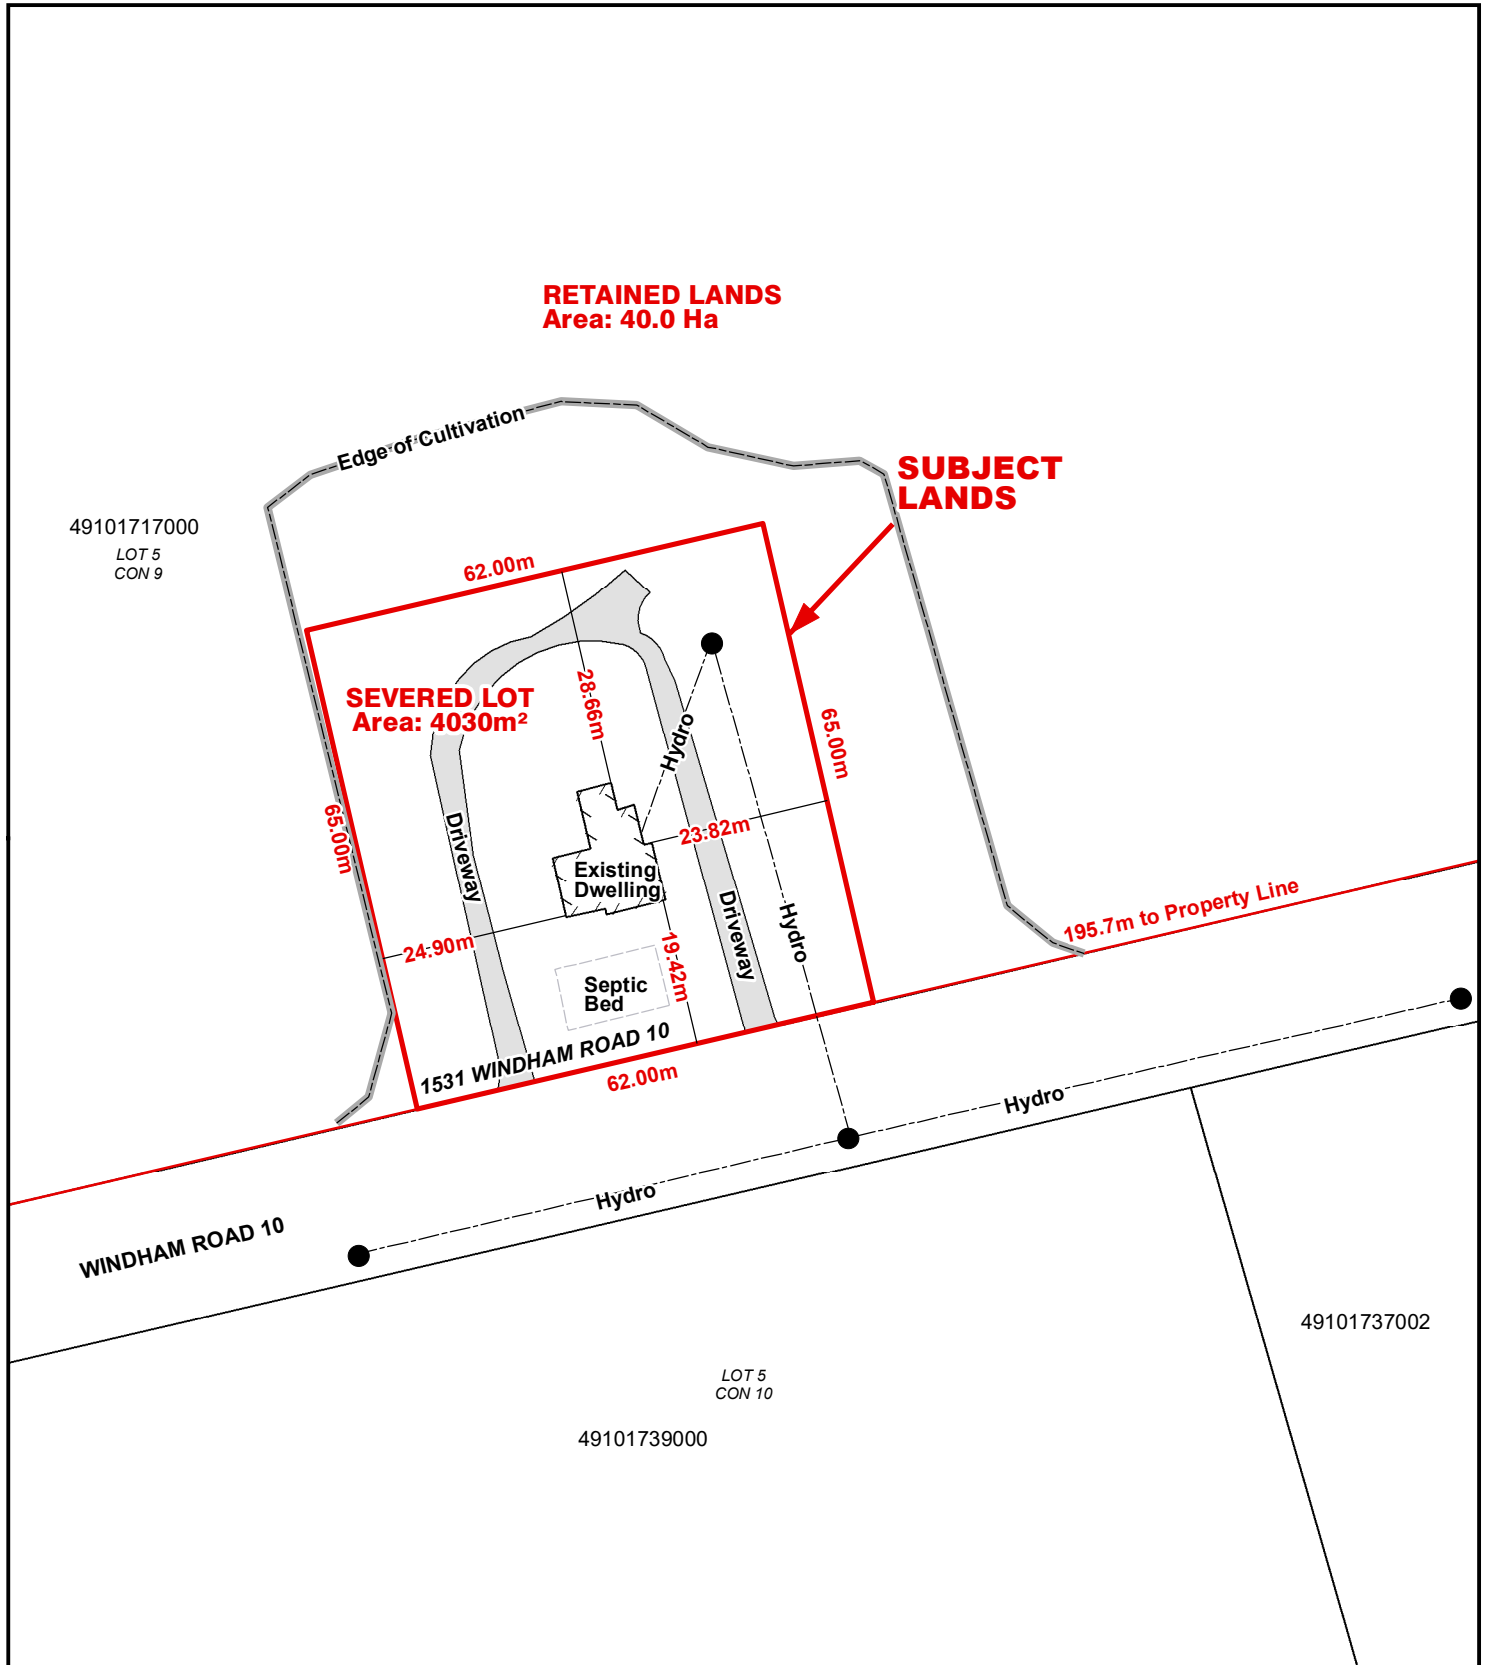 RETAINED LANDS
Area: 40.0 Ha
Edge of Cultivation
SUBJECT
LANDS
49101717000
LOT 5
CON 9
62.00m
SEVERED LOT
Area: 4030m²
28.66m
Hydro
65.00m
65.00m
Driveway
23.82m
Existing
Dwelling
Driveway
Hydro
195.7m to Property Line
24.90m
19.42m
Septic
Bed
1531 WINDHAM ROAD 10
62.00m
Hydro
Hydro
WINDHAM ROAD 10
49101737002
LOT 5
CON 10
49101739000